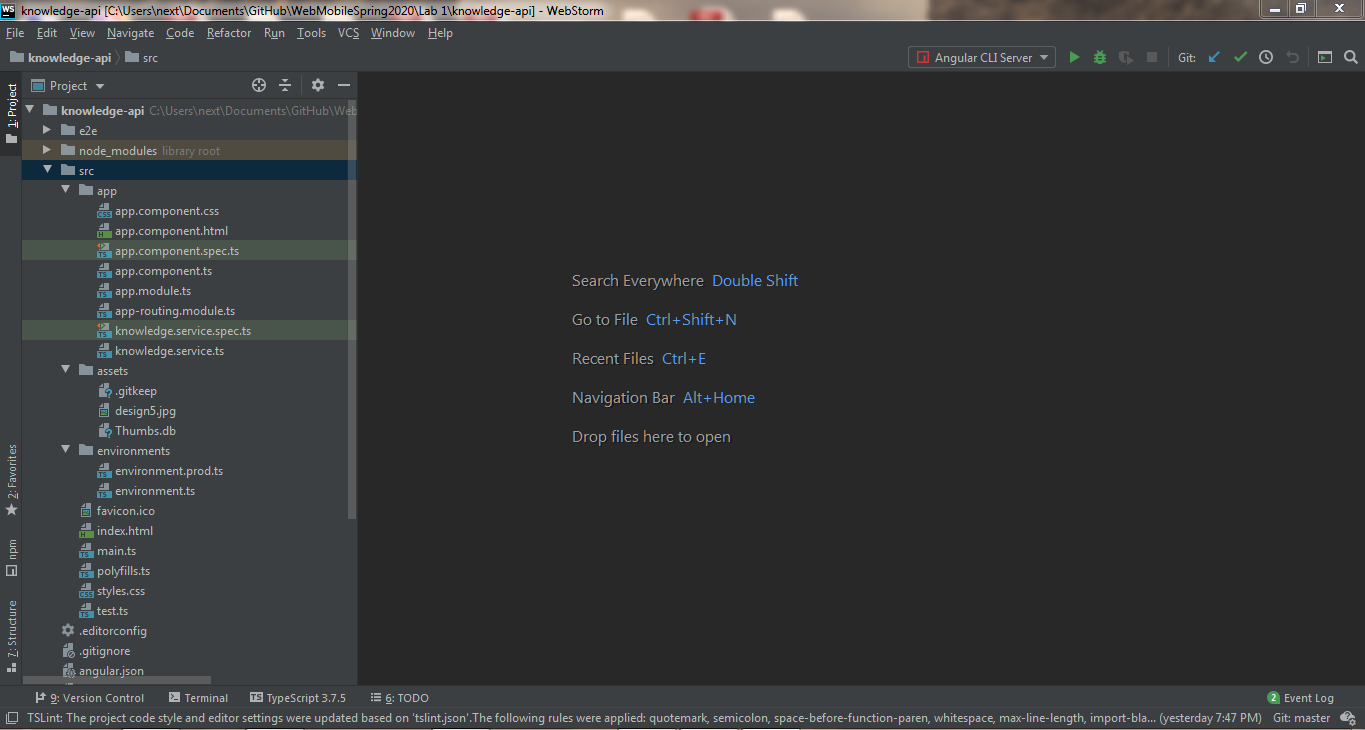 WS knowledge-api [C:\Users\next\Documents\GitHub\WebMobileSpring2020\Lab 1\knowledge-api] - WebStorm
File Edit View Navigate Code Refactor Run Tools VCS Window Help
knowledge-api src Angular CLI Server Git:
1: Project
Project
knowledge-api C:\Users\next\Documents\GitHub\Web
e2e
node_modules library root
src
app
app.component.css
app.component.html
app.component.spec.ts
app.component.ts
app.module.ts
app-routing.module.ts
knowledge.service.spec.ts
knowledge.service.ts
assets
.gitkeep
design5.jpg
Thumbs.db
environments
environment.prod.ts
environment.ts
favicon.ico
index.html
main.ts
polyfills.ts
styles.css
test.ts
.editorconfig
.gitignore
angular.json
2: Favorites
npm
7: Structure
Search Everywhere Double Shift
Go to File Ctrl+Shift+N
Recent Files Ctrl+E
Navigation Bar Alt+Home
Drop files here to open
9: Version Control Terminal TS TypeScript 3.7.5 6: TODO 2 Event Log
TSLint: The project code style and editor settings were updated based on 'tslint.json'.The following rules were applied: quotemark, semicolon, space-before-function-paren, whitespace, max-line-length, import-bla... (yesterday 7:47 PM) Git: master